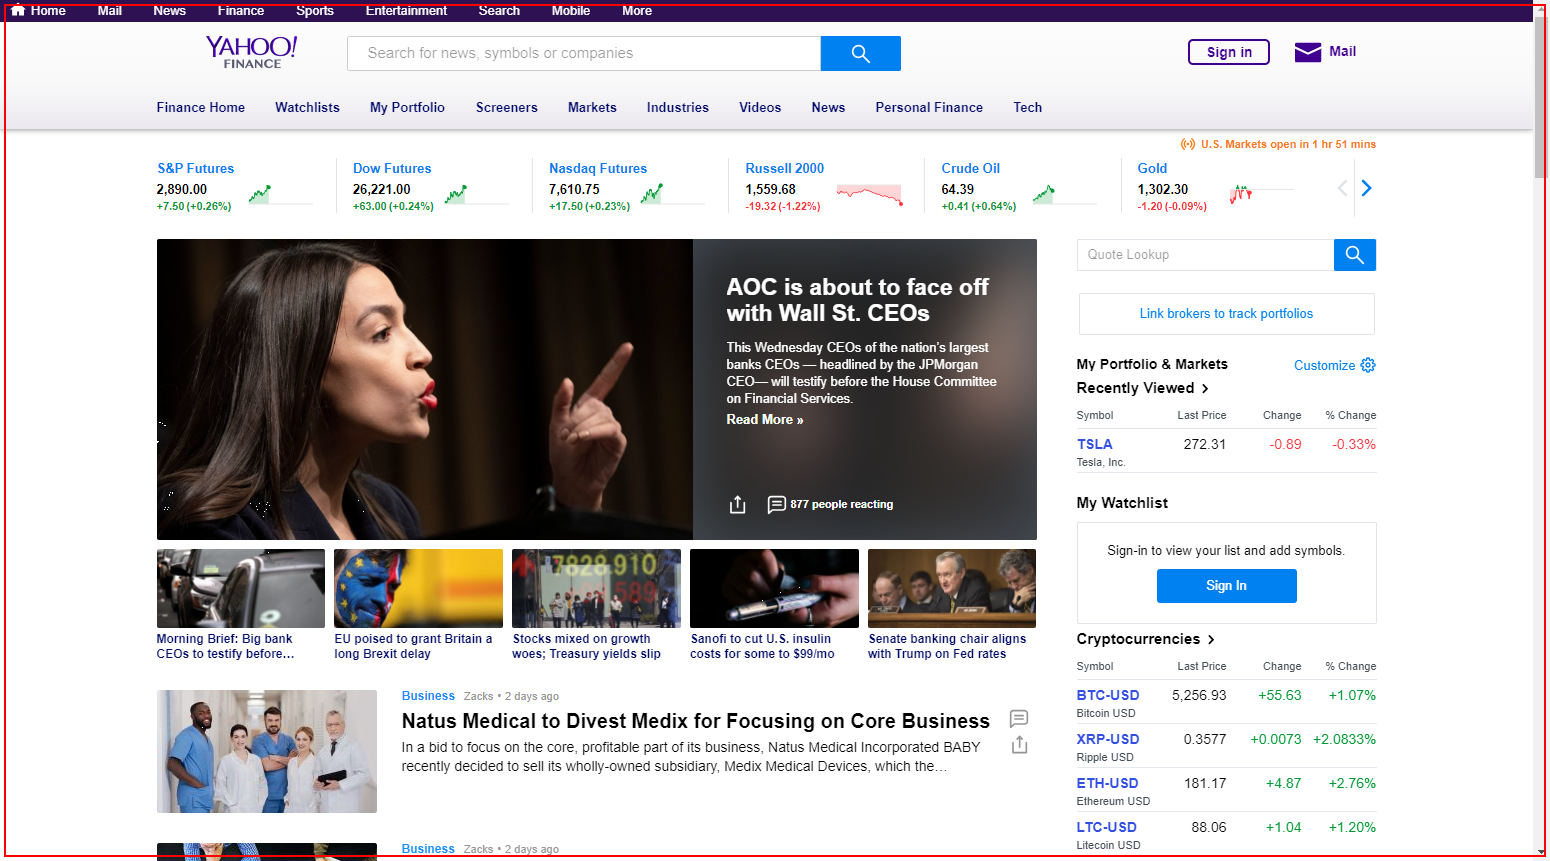 Home Mail News Finance Sports Entertainment Search Mobile More
YAHOO!
FINANCE
Search for news, symbols or companies
Sign in
Mail
Finance Home Watchlists My Portfolio Screeners Markets Industries Videos News Personal Finance Tech
U.S. Markets open in 1 hr 51 mins
S&P Futures
2,890.00
+7.50 (+0.26%)
Dow Futures
26,221.00
+63.00 (+0.24%)
Nasdaq Futures
7,610.75
+17.50 (+0.23%)
Russell 2000
1,559.68
-19.32 (-1.22%)
Crude Oil
64.39
+0.41 (+0.64%)
Gold
1,302.30
-1.20 (-0.09%)
AOC is about to face off
with Wall St. CEOs
This Wednesday CEOs of the nation's largest
banks CEOs — headlined by the JPMorgan
CEO— will testify before the House Committee
on Financial Services.
Read More »
877 people reacting
7828.910
589
Morning Brief: Big bank
CEOs to testify before...
EU poised to grant Britain a
long Brexit delay
Stocks mixed on growth
woes; Treasury yields slip
Sanofi to cut U.S. insulin
costs for some to $99/mo
Senate banking chair aligns
with Trump on Fed rates
Business Zacks • 2 days ago
Natus Medical to Divest Medix for Focusing on Core Business
In a bid to focus on the core, profitable part of its business, Natus Medical Incorporated BABY
recently decided to sell its wholly-owned subsidiary, Medix Medical Devices, which the...
Business Zacks • 2 days ago
Quote Lookup
Link brokers to track portfolios
My Portfolio & Markets
Customize
Recently Viewed >
Symbol Last Price Change % Change
TSLA 272.31 -0.89 -0.33%
Tesla, Inc.
My Watchlist
Sign-in to view your list and add symbols.
Sign In
Cryptocurrencies >
Symbol Last Price Change % Change
BTC-USD 5,256.93 +55.63 +1.07%
Bitcoin USD
XRP-USD 0.3577 +0.0073 +2.0833%
Ripple USD
ETH-USD 181.17 +4.87 +2.76%
Ethereum USD
LTC-USD 88.06 +1.04 +1.20%
Litecoin USD